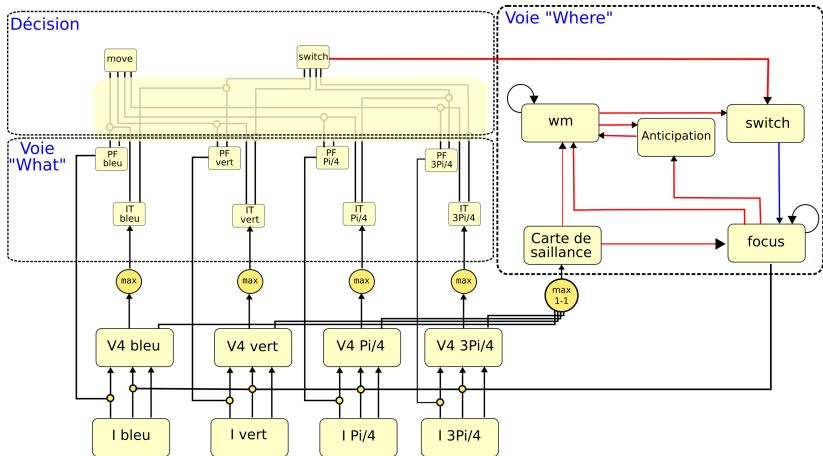 Décision
Voie "Where"
move
switch
wm
Anticipation
switch
Voie
"What"
PF
bleu
PF
vert
PF
Pi/4
PF
3Pi/4
IT
bleu
IT
vert
IT
Pi/4
IT
3Pi/4
Carte de
saillance
focus
max
max
max
max
max
1-1
V4 bleu
V4 vert
V4 Pi/4
V4 3Pi/4
I bleu
I vert
I Pi/4
I 3Pi/4